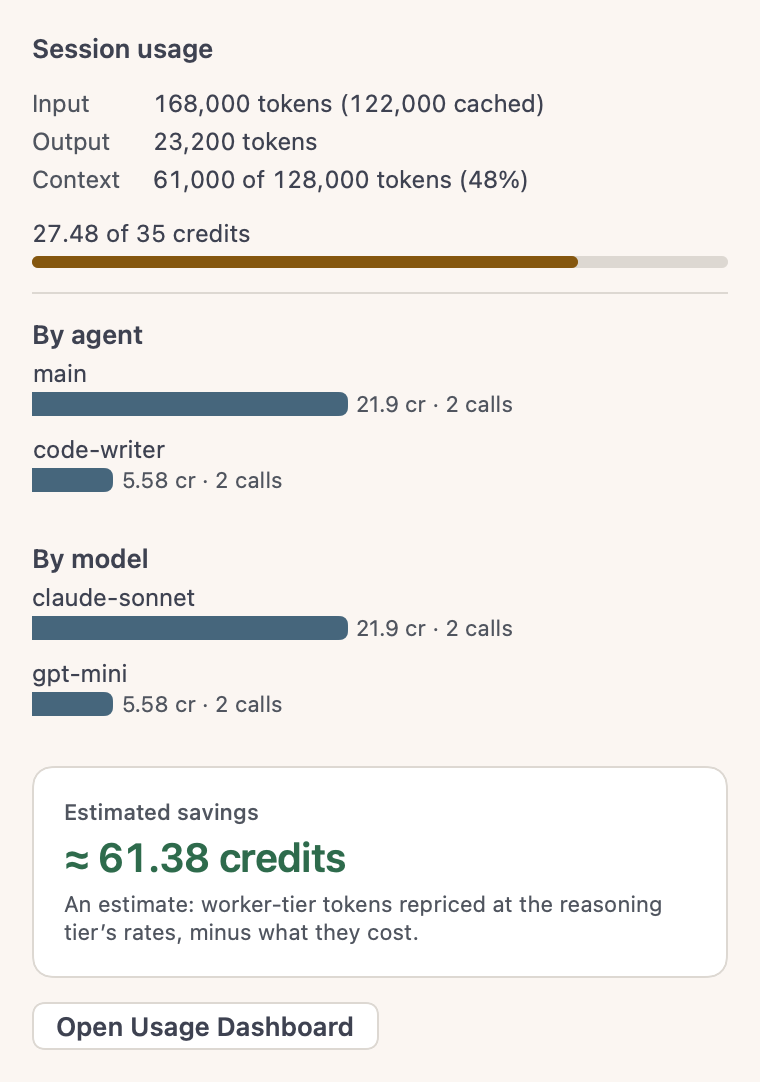 Session usage
Input 168,000 tokens (122,000 cached)
Output 23,200 tokens
Context 61,000 of 128,000 tokens (48%)
27.48 of 35 credits
By agent
main
21.9 cr · 2 calls
code-writer
5.58 cr · 2 calls
By model
claude-sonnet
21.9 cr · 2 calls
gpt-mini
5.58 cr · 2 calls
Estimated savings
≈ 61.38 credits
An estimate: worker-tier tokens repriced at the reasoning
tier’s rates, minus what they cost.
Open Usage Dashboard